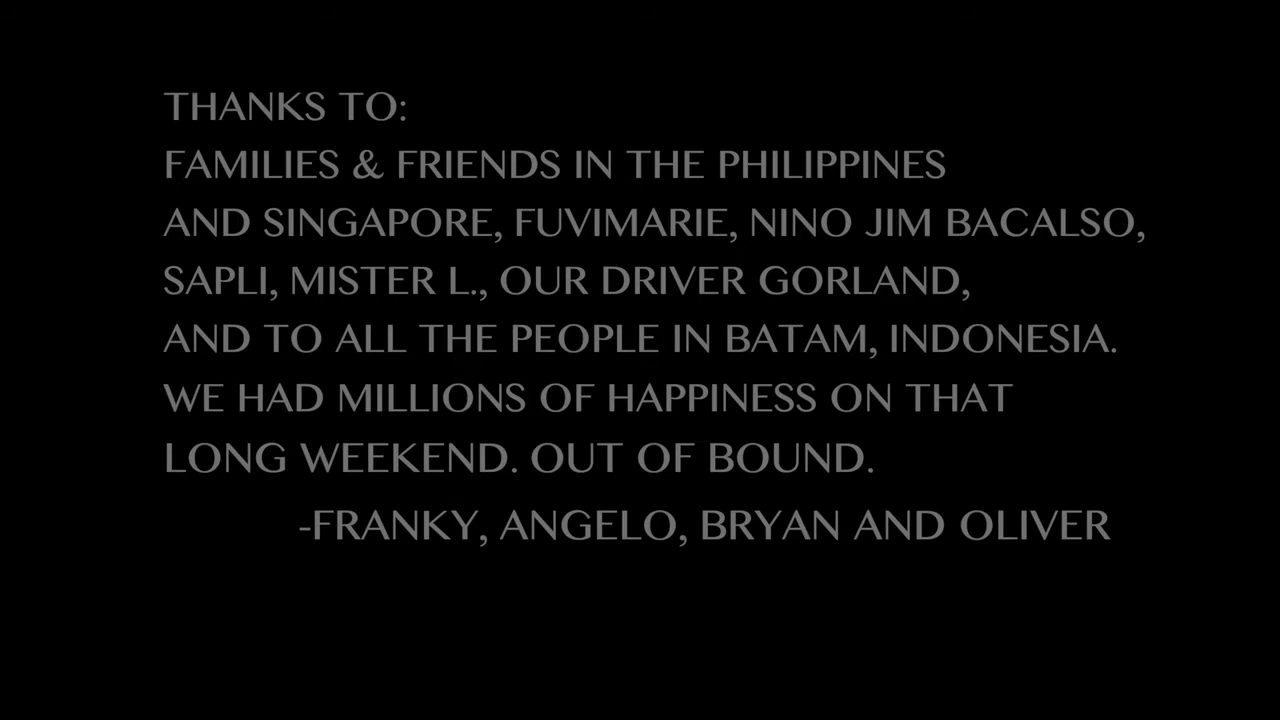 THANKS TO:
FAMILIES & FRIENDS IN THE PHILIPPINES
AND SINGAPORE, FUVIMARIE, NINO JIM BACALSO,
SAPLI, MISTER L., OUR DRIVER GORLAND,
AND TO ALL THE PEOPLE IN BATAM, INDONESIA.
WE HAD MILLIONS OF HAPPINESS ON THAT
LONG WEEKEND. OUT OF BOUND.
-FRANKY, ANGELO, BRYAN AND OLIVER